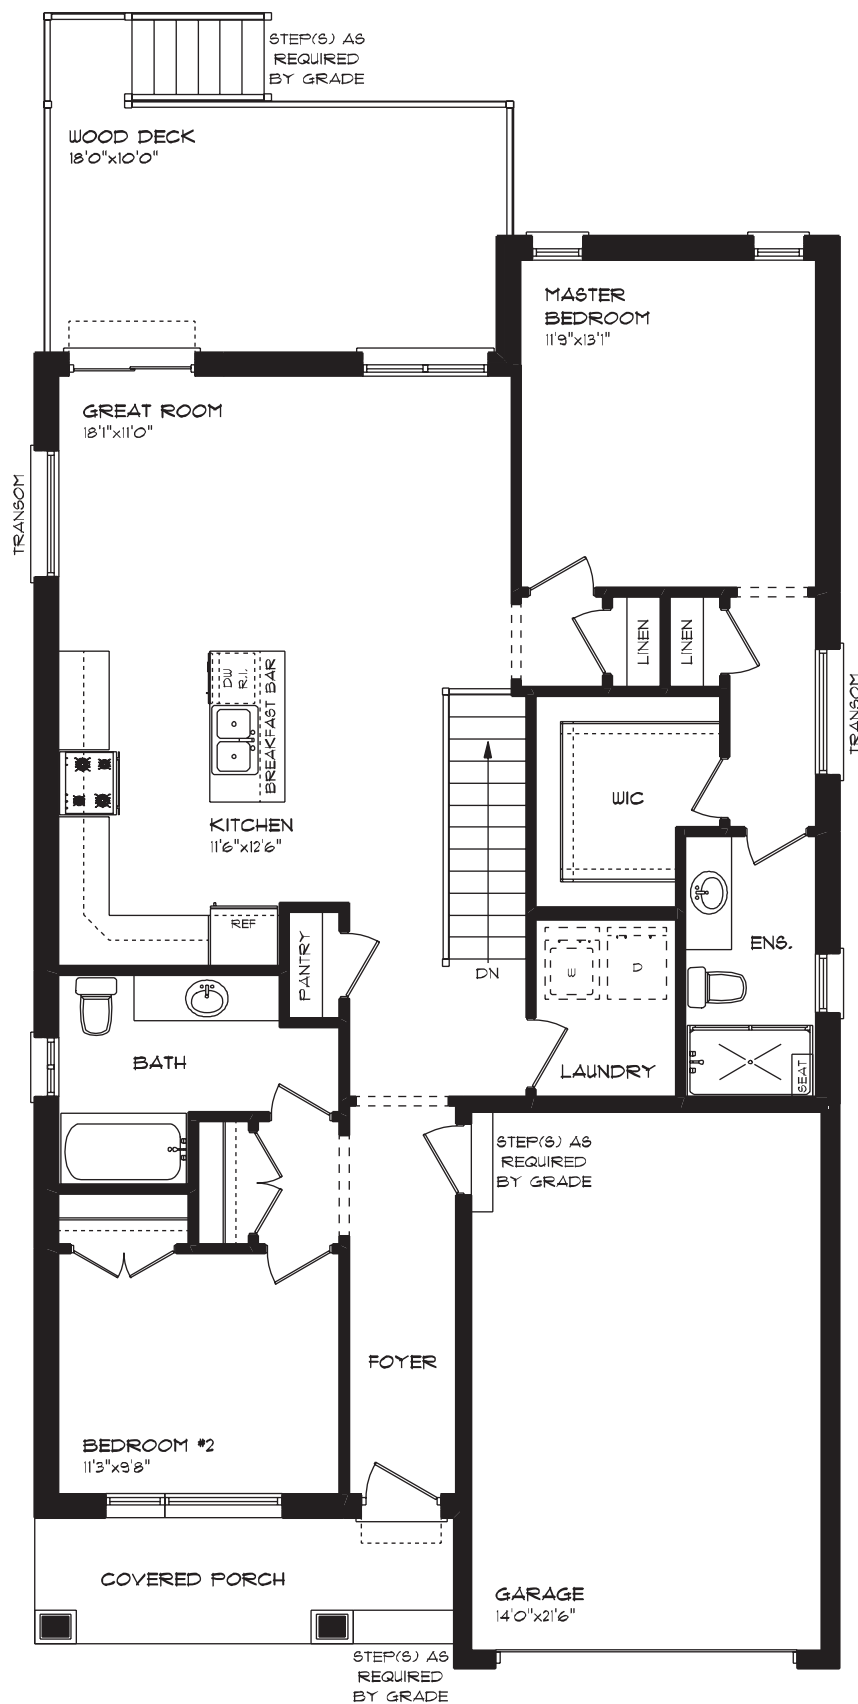 STEP(S) AS
REQUIRED
BY GRADE
WOOD DECK
18'0"x10'0"
MASTER
BEDROOM
11'9"x13'1"
GREAT ROOM
18'1"x11'0"
TRANSOM
LINEN
LINEN
DW
R.I.
BREAKFAST BAR
TRANSOM
WIC
KITCHEN
11'6"x12'6"
REF
PANTRY
DN
ENS.
W
D
BATH
LAUNDRY
SEAT
STEP(S) AS
REQUIRED
BY GRADE
FOYER
BEDROOM #2
11'3"x9'8"
COVERED PORCH
GARAGE
14'0"x21'6"
STEP(S) AS
REQUIRED
BY GRADE